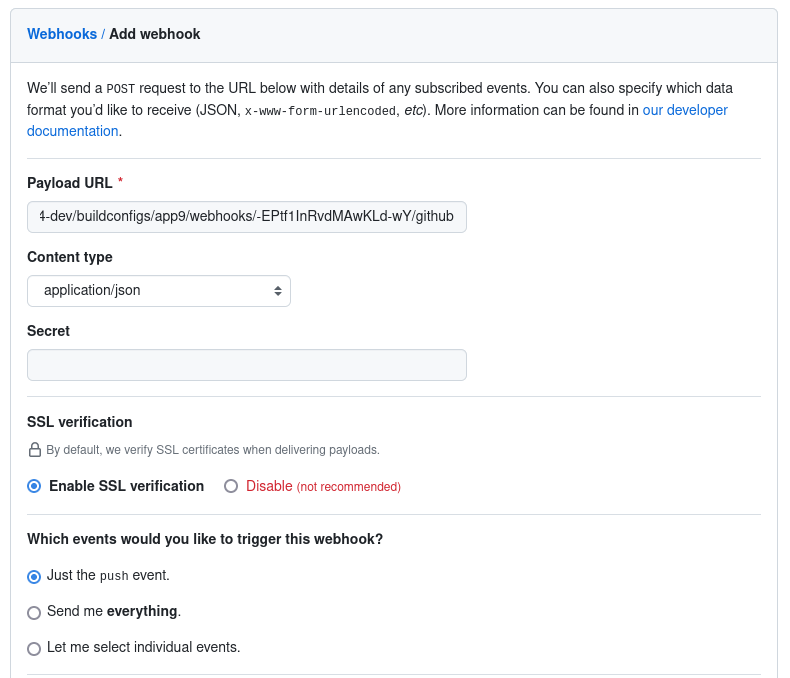 Webhooks / Add webhook
We'll send a POST request to the URL below with details of any subscribed events. You can also specify which data
format you'd like to receive (JSON, x-www-form-urlencoded, etc). More information can be found in our developer
documentation.
Payload URL *
4-dev/buildconfigs/app9/webhooks/-EPtf1InRvdMAwKLd-wY/github
Content type
application/json
Secret
SSL verification
By default, we verify SSL certificates when delivering payloads.
Enable SSL verification Disable (not recommended)
Which events would you like to trigger this webhook?
Just the push event.
Send me everything.
Let me select individual events.